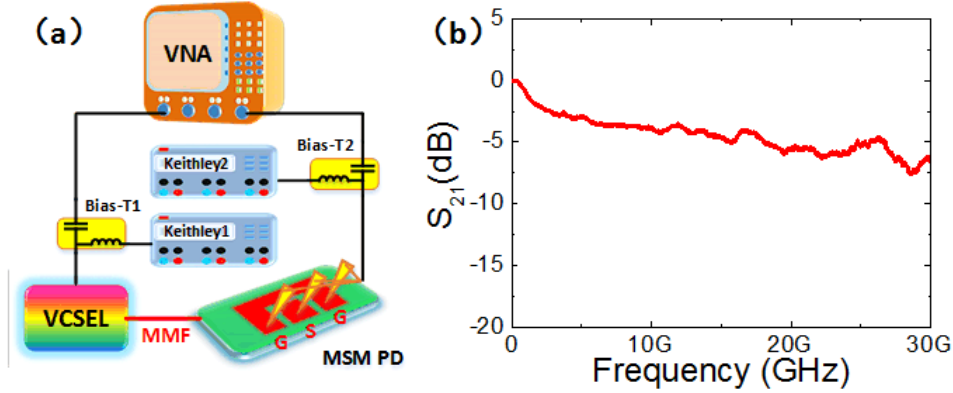 (a)
VNA
Bias-T2
Keithley2
Bias-T1
Keithley1
VCSEL
MMF
G
S
G
MSM PD
(b)
5
0
-5
-10
-15
-20
S21(dB)
0
10G
20G
30G
Frequency (GHz)